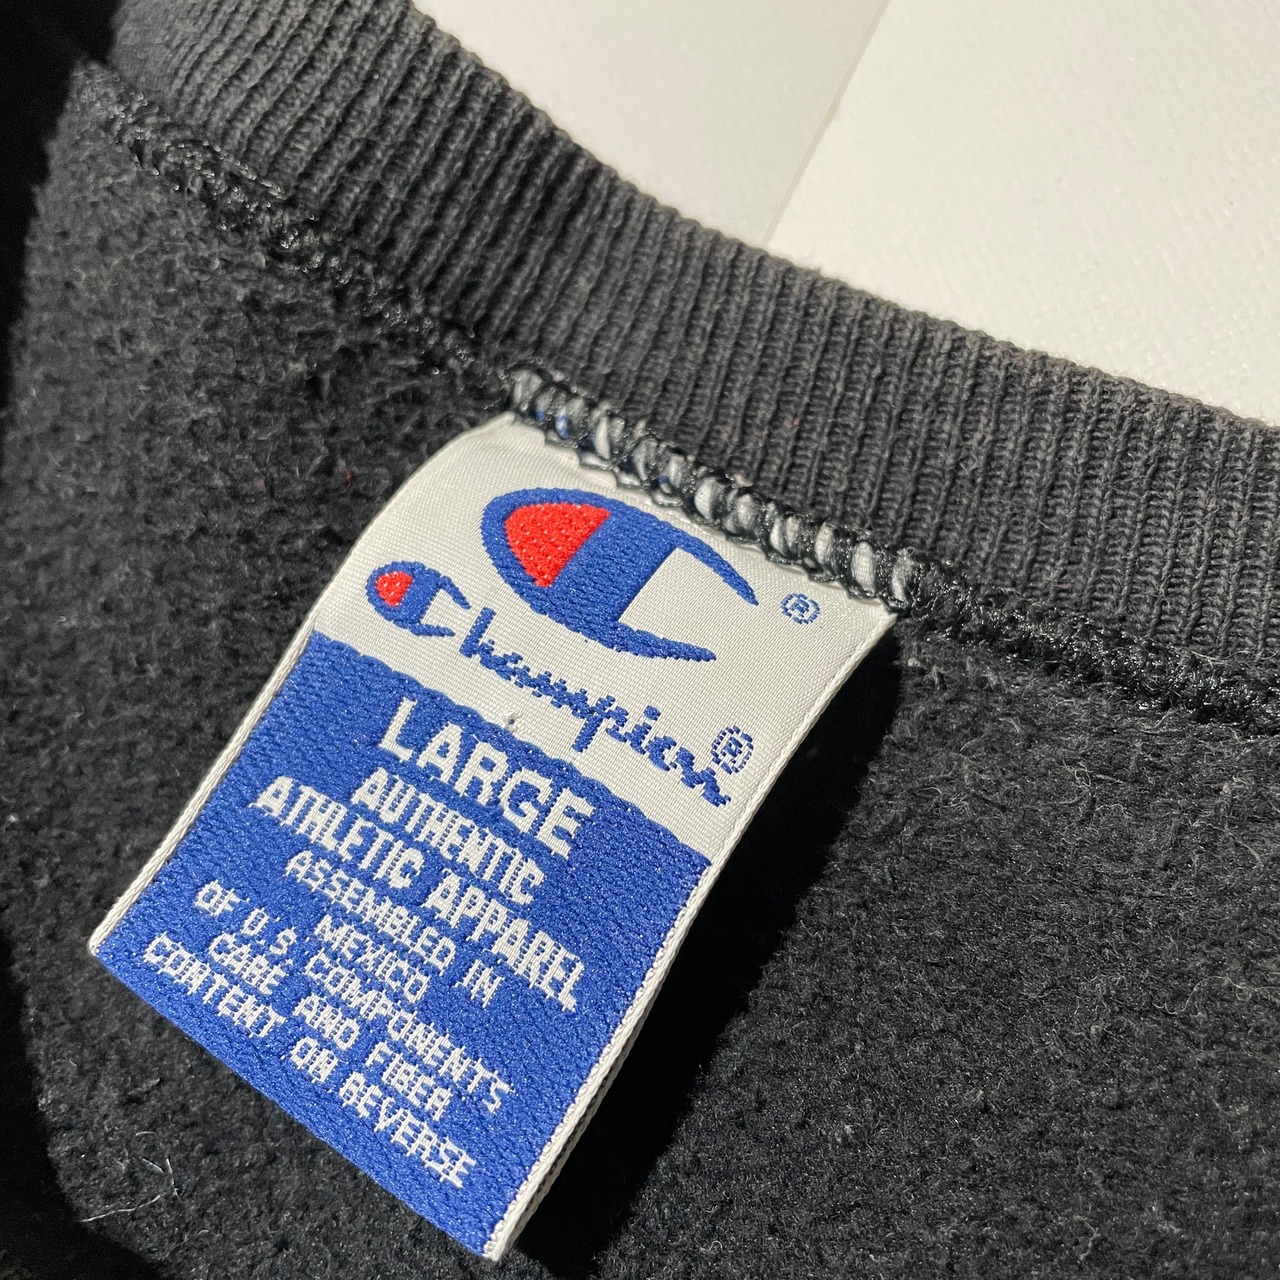 ®
Champion®
LARGE
AUTHENTIC
ATHLETIC APPAREL
ASSEMBLED IN
MEXICO
OF U.S COMPONENTS
CARE AND FIBER
CONTENT ON REVERSE